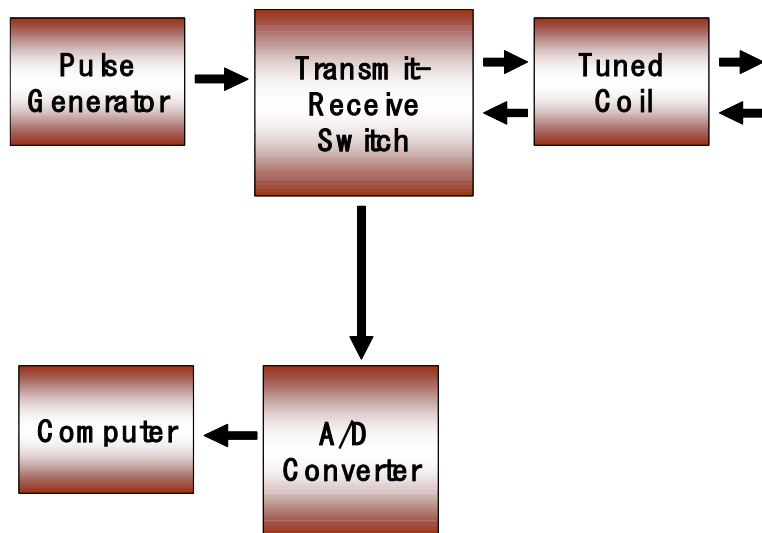 Pulse
Generator
Transmit-
Receive
Switch
Tuned
Coil
Computer
A/D
Converter